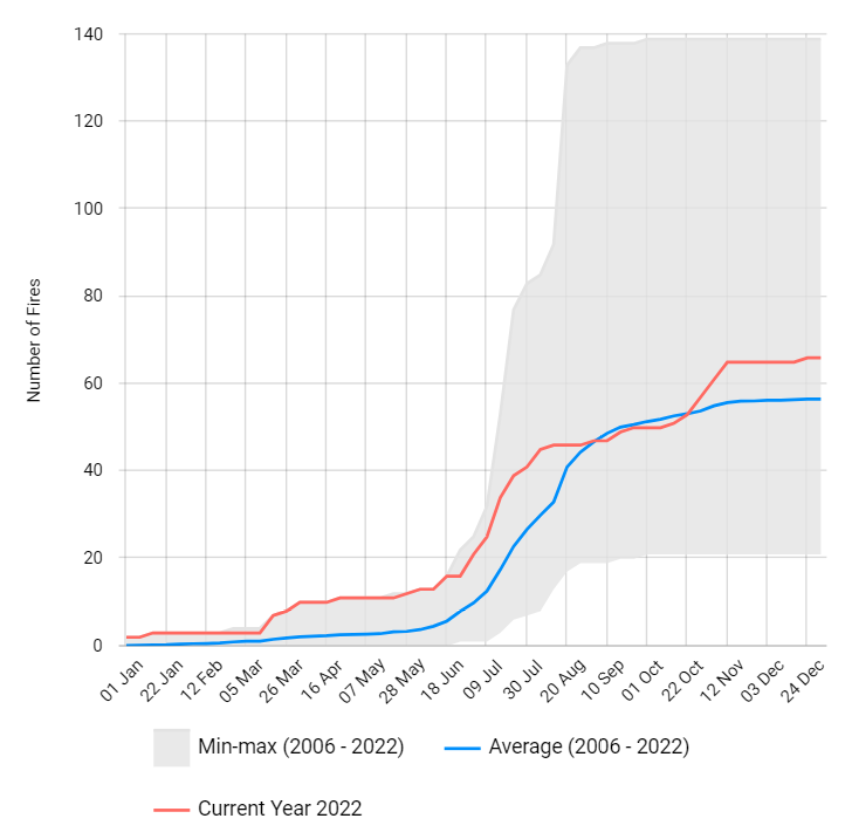 140
120
100
80
60
40
20
0
Number of Fires
01 Jan
22 Jan
12 Feb
05 Mar
26 Mar
16 Apr
07 May
28 May
18 Jun
09 Jul
30 Jul
20 Aug
10 Sep
01 Oct
22 Oct
12 Nov
03 Dec
24 Dec
Min-max (2006 - 2022)
Average (2006 - 2022)
Current Year 2022